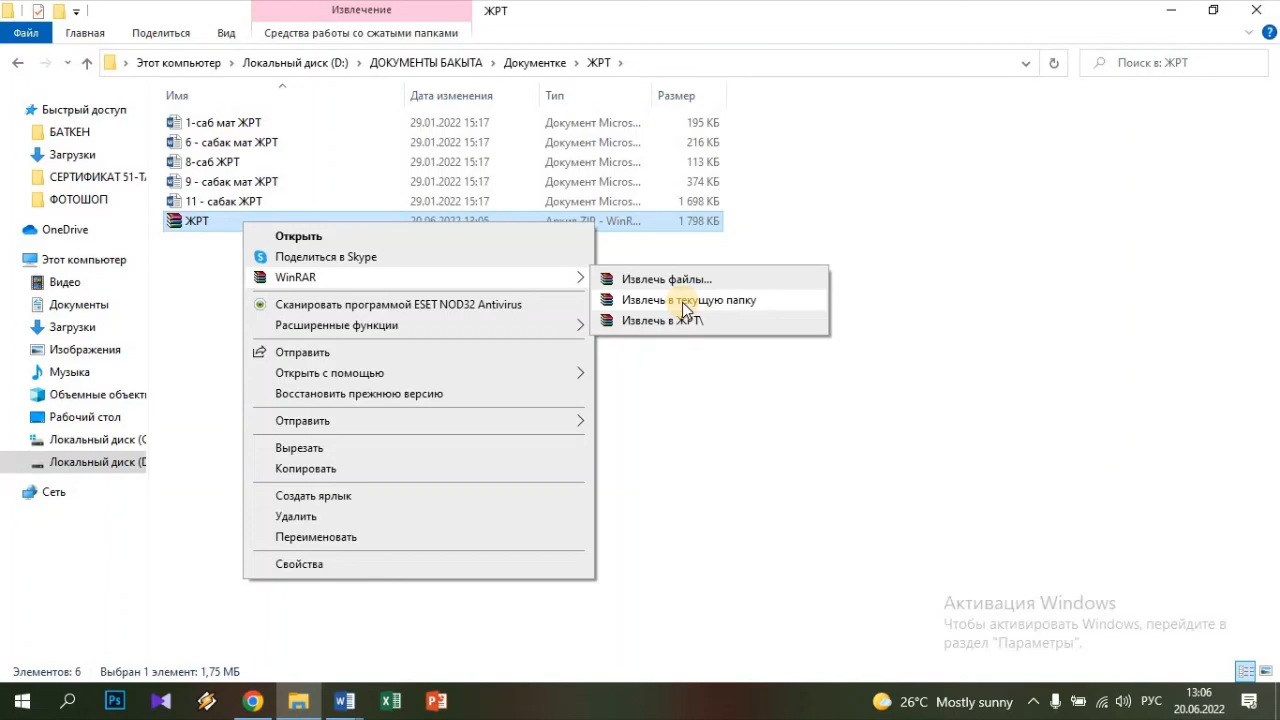 Извлечение
ЖРТ
Файл
Главная
Поделиться
Вид
Средства работы со сжатыми папками
Этот компьютер
Локальный диск (D:)
ДОКУМЕНТЫ БАКЫТА
Документке
ЖРТ
Поиск в: ЖРТ
Имя
Дата изменения
Тип
Размер
Быстрый доступ
БАТКЕН
Загрузки
СЕРТИФИКАТ 51-ТА
ФОТОШОП
OneDrive
Этот компьютер
Видео
Документы
Загрузки
Изображения
Музыка
Объемные объект
Рабочий стол
Локальный диск (C
Локальный диск (D
Сеть
1-саб мат ЖРТ 29.01.2022 15:17 Документ Micros... 195 КБ
6 - сабак мат ЖРТ 29.01.2022 15:17 Документ Micros... 216 КБ
8-саб ЖРТ 29.01.2022 15:17 Документ Micros... 113 КБ
9 - сабак мат ЖРТ 29.01.2022 15:17 Документ Micros... 374 КБ
11 - сабак ЖРТ 29.01.2022 15:17 Документ Micros... 1 698 КБ
ЖРТ 20.06.2022 13:05 Архив ZIP - WinR... 1 798 КБ
Открыть
Поделиться в Skype
WinRAR
Сканировать программой ESET NOD32 Antivirus
Расширенные функции
Отправить
Открыть с помощью
Восстановить прежнюю версию
Отправить
Вырезать
Копировать
Создать ярлык
Удалить
Переименовать
Свойства
Извлечь файлы...
Извлечь в текущую папку
Извлечь в ЖРТ\
Активация Windows
Чтобы активировать Windows, перейдите в
раздел "Параметры".
Элементов: 6
Выбран 1 элемент: 1,75 МБ
Ps
26°C Mostly sunny
РУС
13:06
20.06.2022